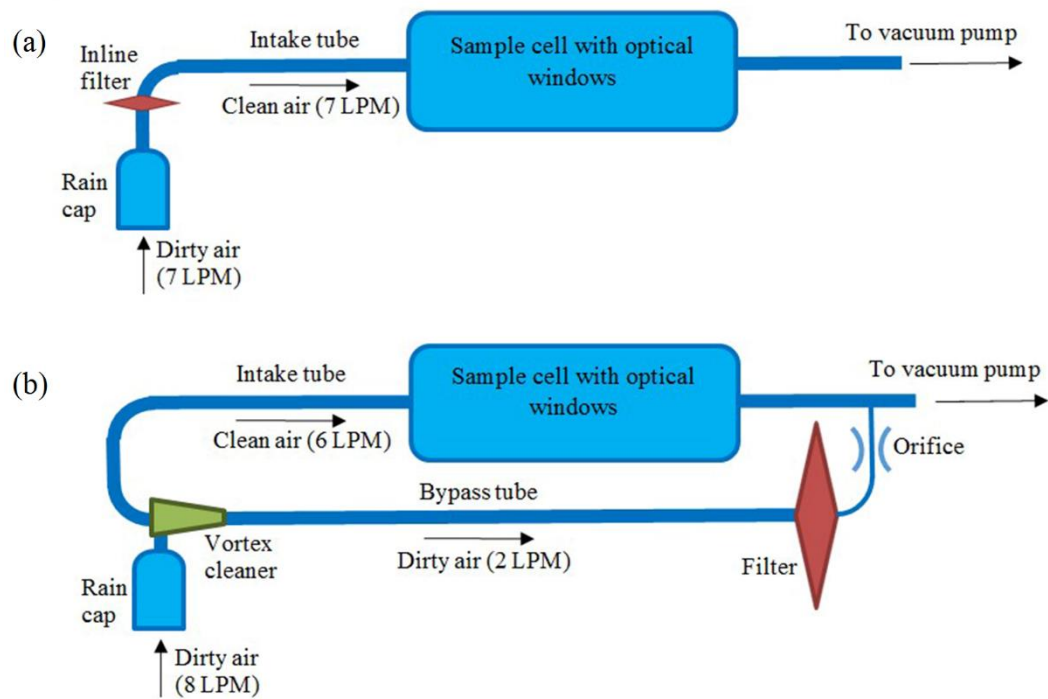 (a)
Inline
filter
Intake tube
Clean air (7 LPM)
Sample cell with optical
windows
To vacuum pump
Rain
cap
Dirty air
(7 LPM)
(b)
Intake tube
Clean air (6 LPM)
Sample cell with optical
windows
To vacuum pump
Orifice
Bypass tube
Dirty air (2 LPM)
Vortex
cleaner
Filter
Rain
cap
Dirty air
(8 LPM)